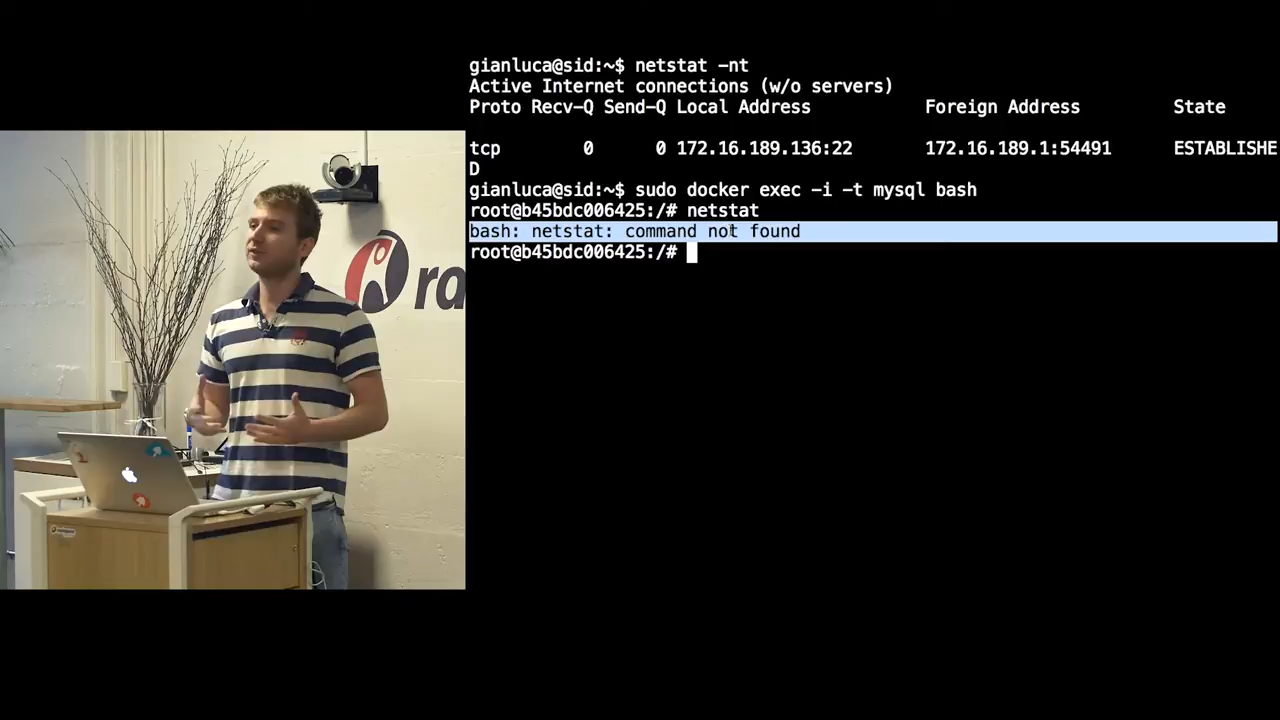 gianluca@sid:~$ netstat -nt
Active Internet connections (w/o servers)
Proto Recv-Q Send-Q Local Address Foreign Address State
tcp 0 0 172.16.189.136:22 172.16.189.1:54491 ESTABLISHE
D
gianluca@sid:~$ sudo docker exec -i -t mysql bash
root@b45bdc006425:/# netstat
bash: netstat: command not found
root@b45bdc006425:/#
ra